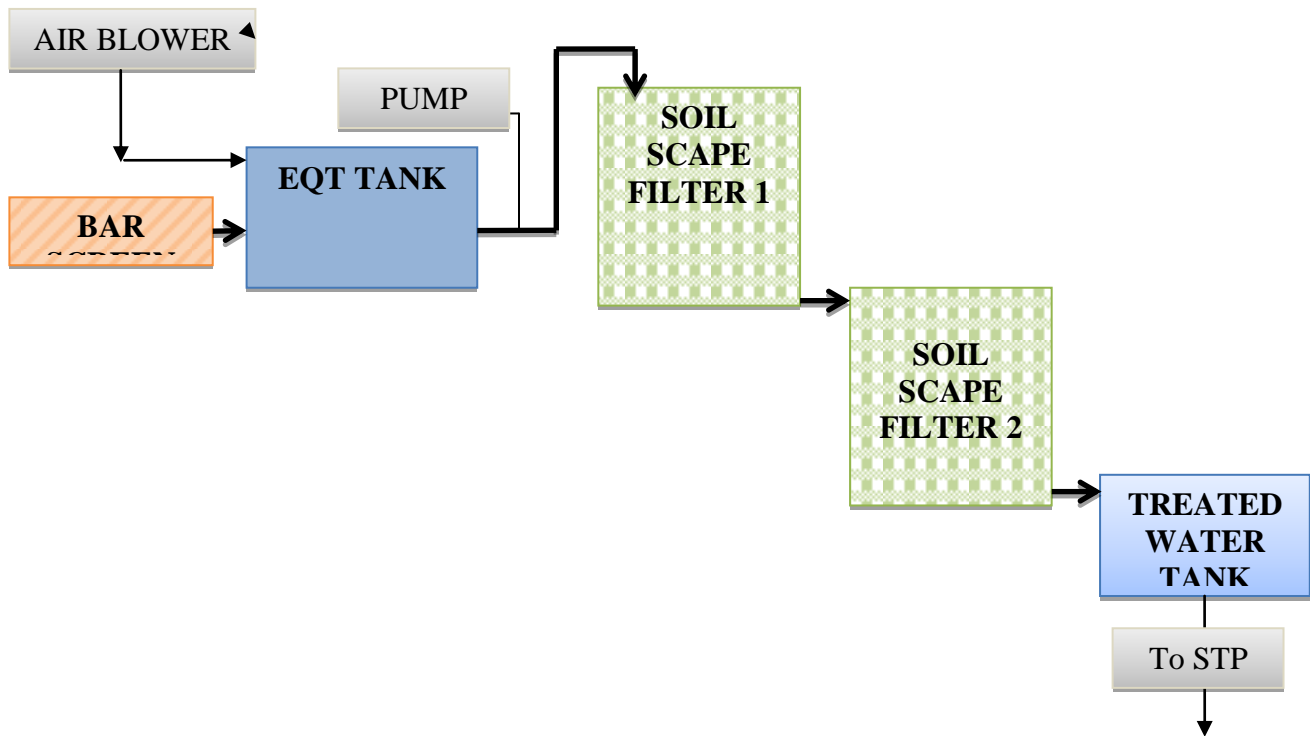 AIR BLOWER
PUMP
EQT TANK
BAR
SCREEN
SOIL
SCAPE
FILTER 1
SOIL
SCAPE
FILTER 2
TREATED
WATER
TANK
To STP